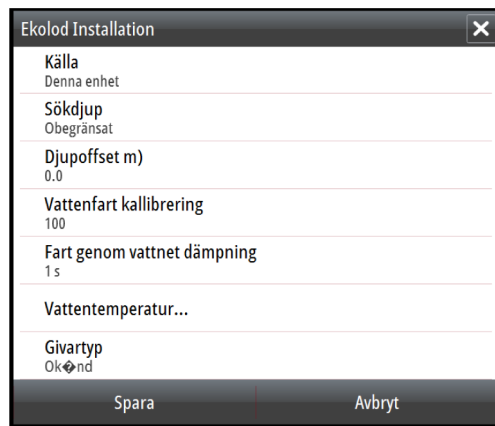 Ekolod Installation
Källa
Denna enhet
Sökdjup
Obegränsat
Djupoffset m)
0.0
Vattenfart kallibrering
100
Fart genom vattnet dämpning
1 s
Vattentemperatur...
Givartyp
Ok�nd
Spara Avbryt